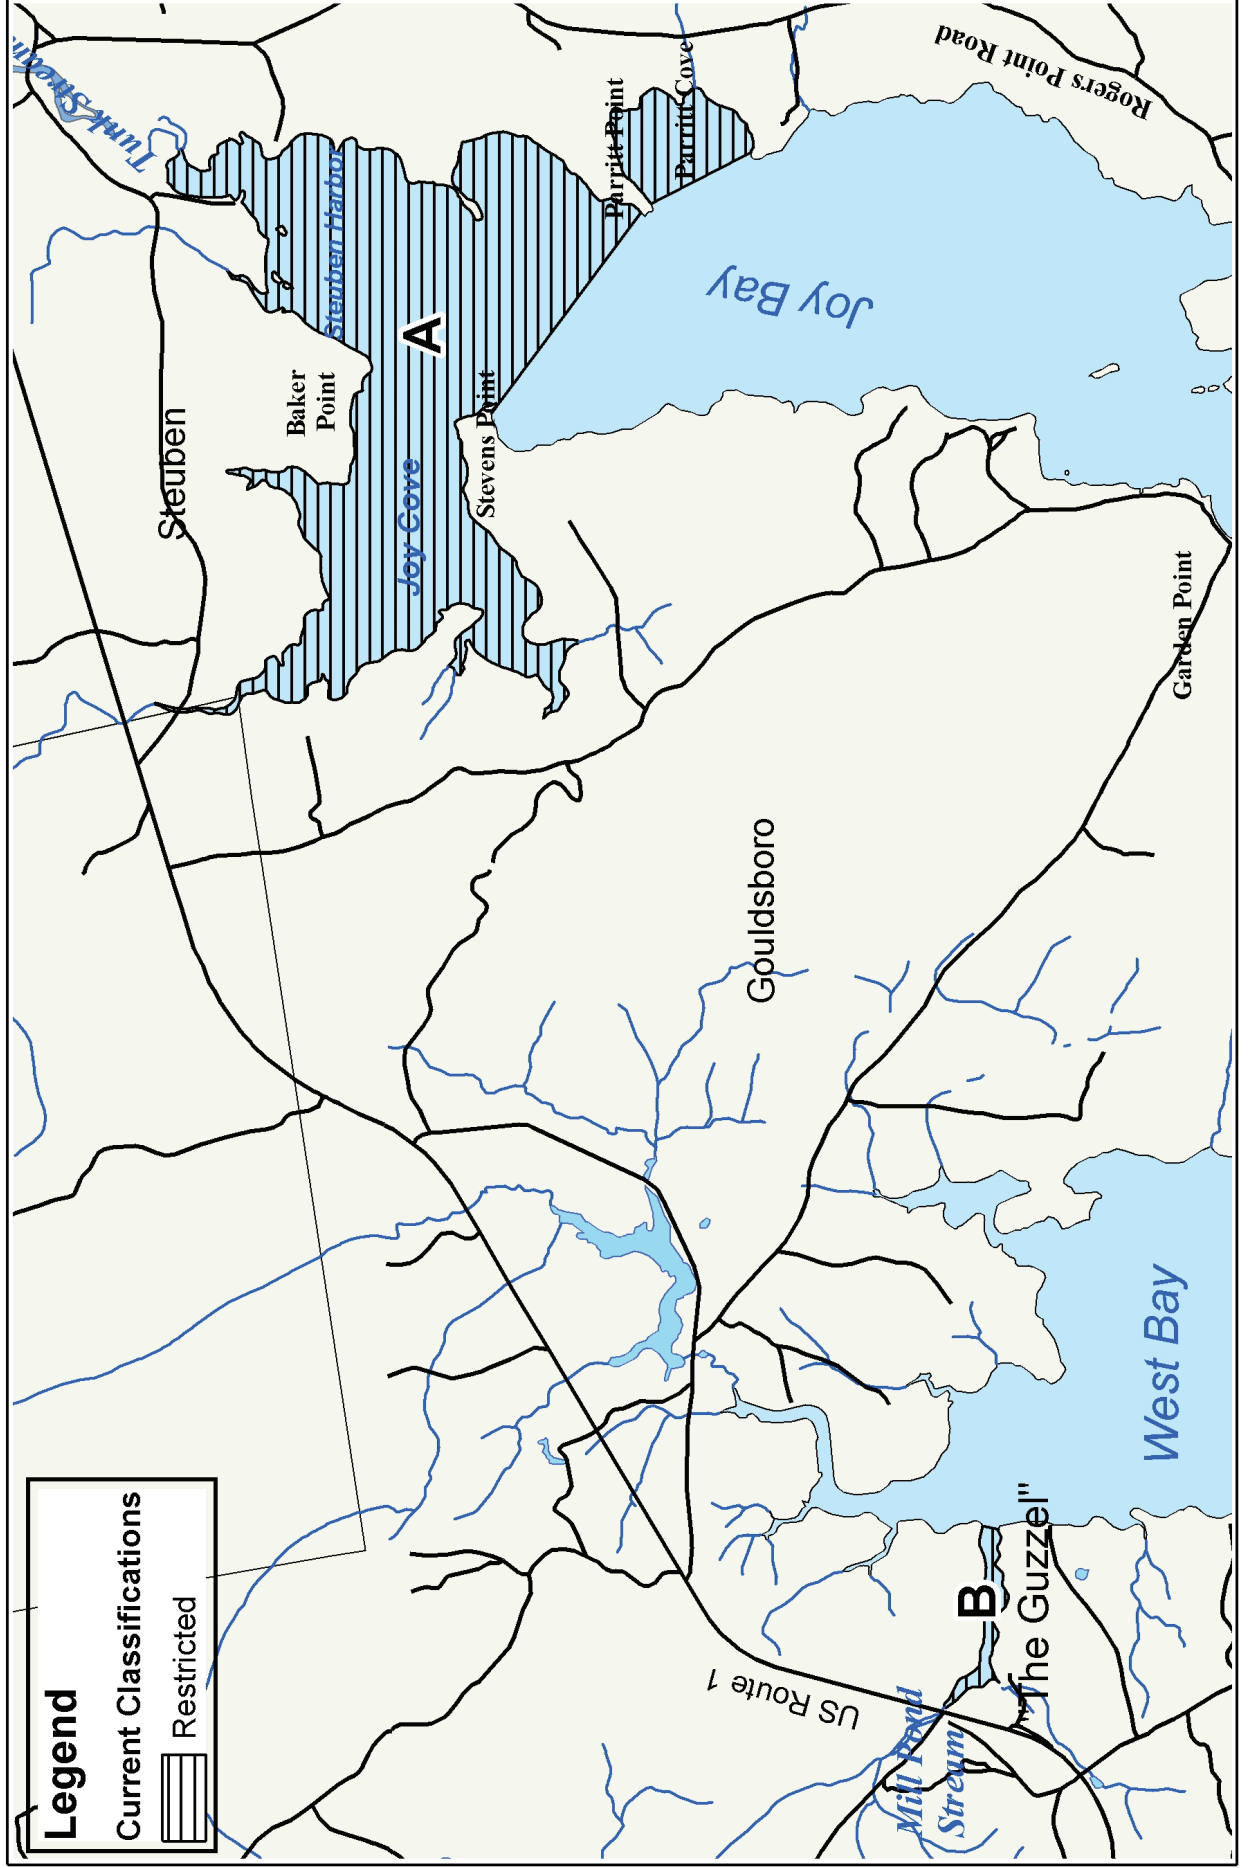 Legend
Current Classifications
Restricted
Tunk Stream
Steuben
Baker
Point
Steuben Harbor
A
Joy Cove
Stevens Point
Parritt Point
Parritt Cove
Joy Bay
Rogers Point Road
Garden Point
Gouldsboro
West Bay
B
"The Guzzel"
US Route 1
Mill Pond
Stream